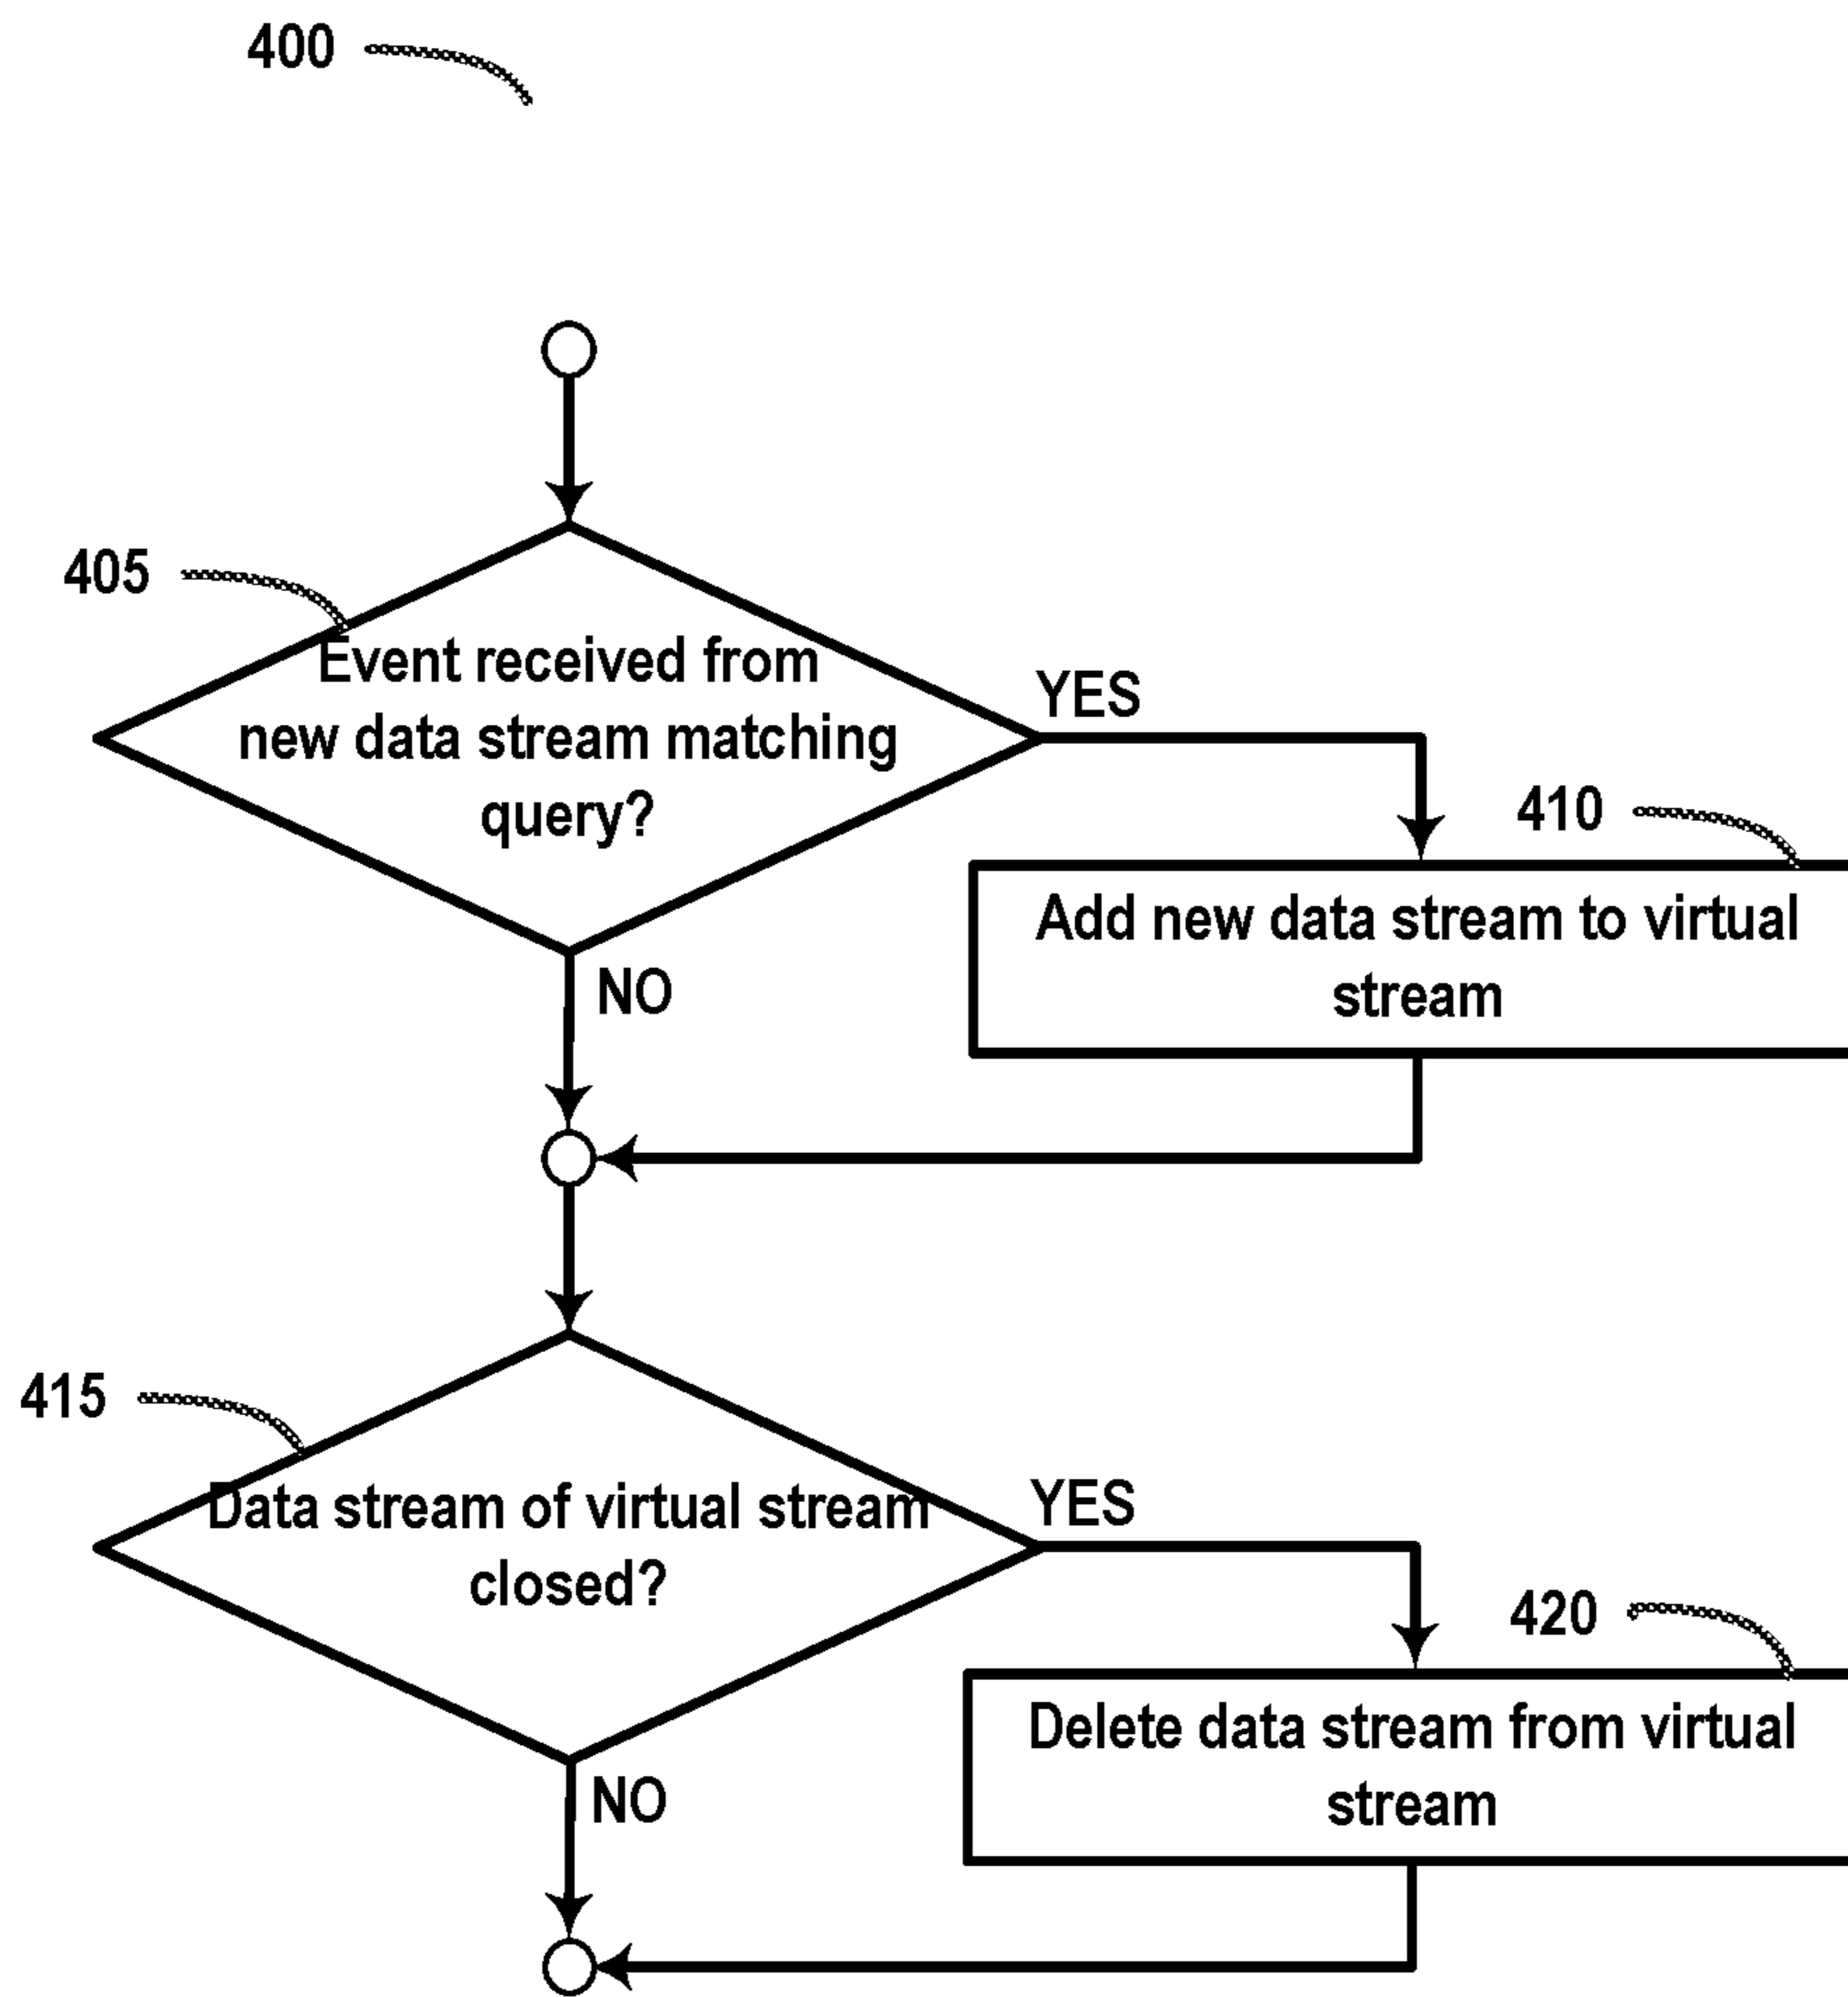 400
405
Event received from
new data stream matching
query?
YES
410
Add new data stream to virtual
stream
NO
415
Data stream of virtual stream
closed?
YES
420
Delete data stream from virtual
stream
NO